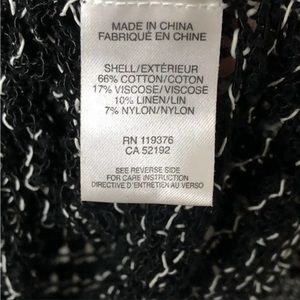 MADE IN CHINA
FABRIQUÉ EN CHINE
SHELL/EXTÉRIEUR
66% COTTON/COTON
17% VISCOSE/VISCOSE
10% LINEN/LIN
7% NYLON/NYLON
RN 119376
CA 52192
SEE REVERSE SIDE
FOR CARE INSTRUCTION
DIRECTIVE D'ENTRETIEN AU VERSO